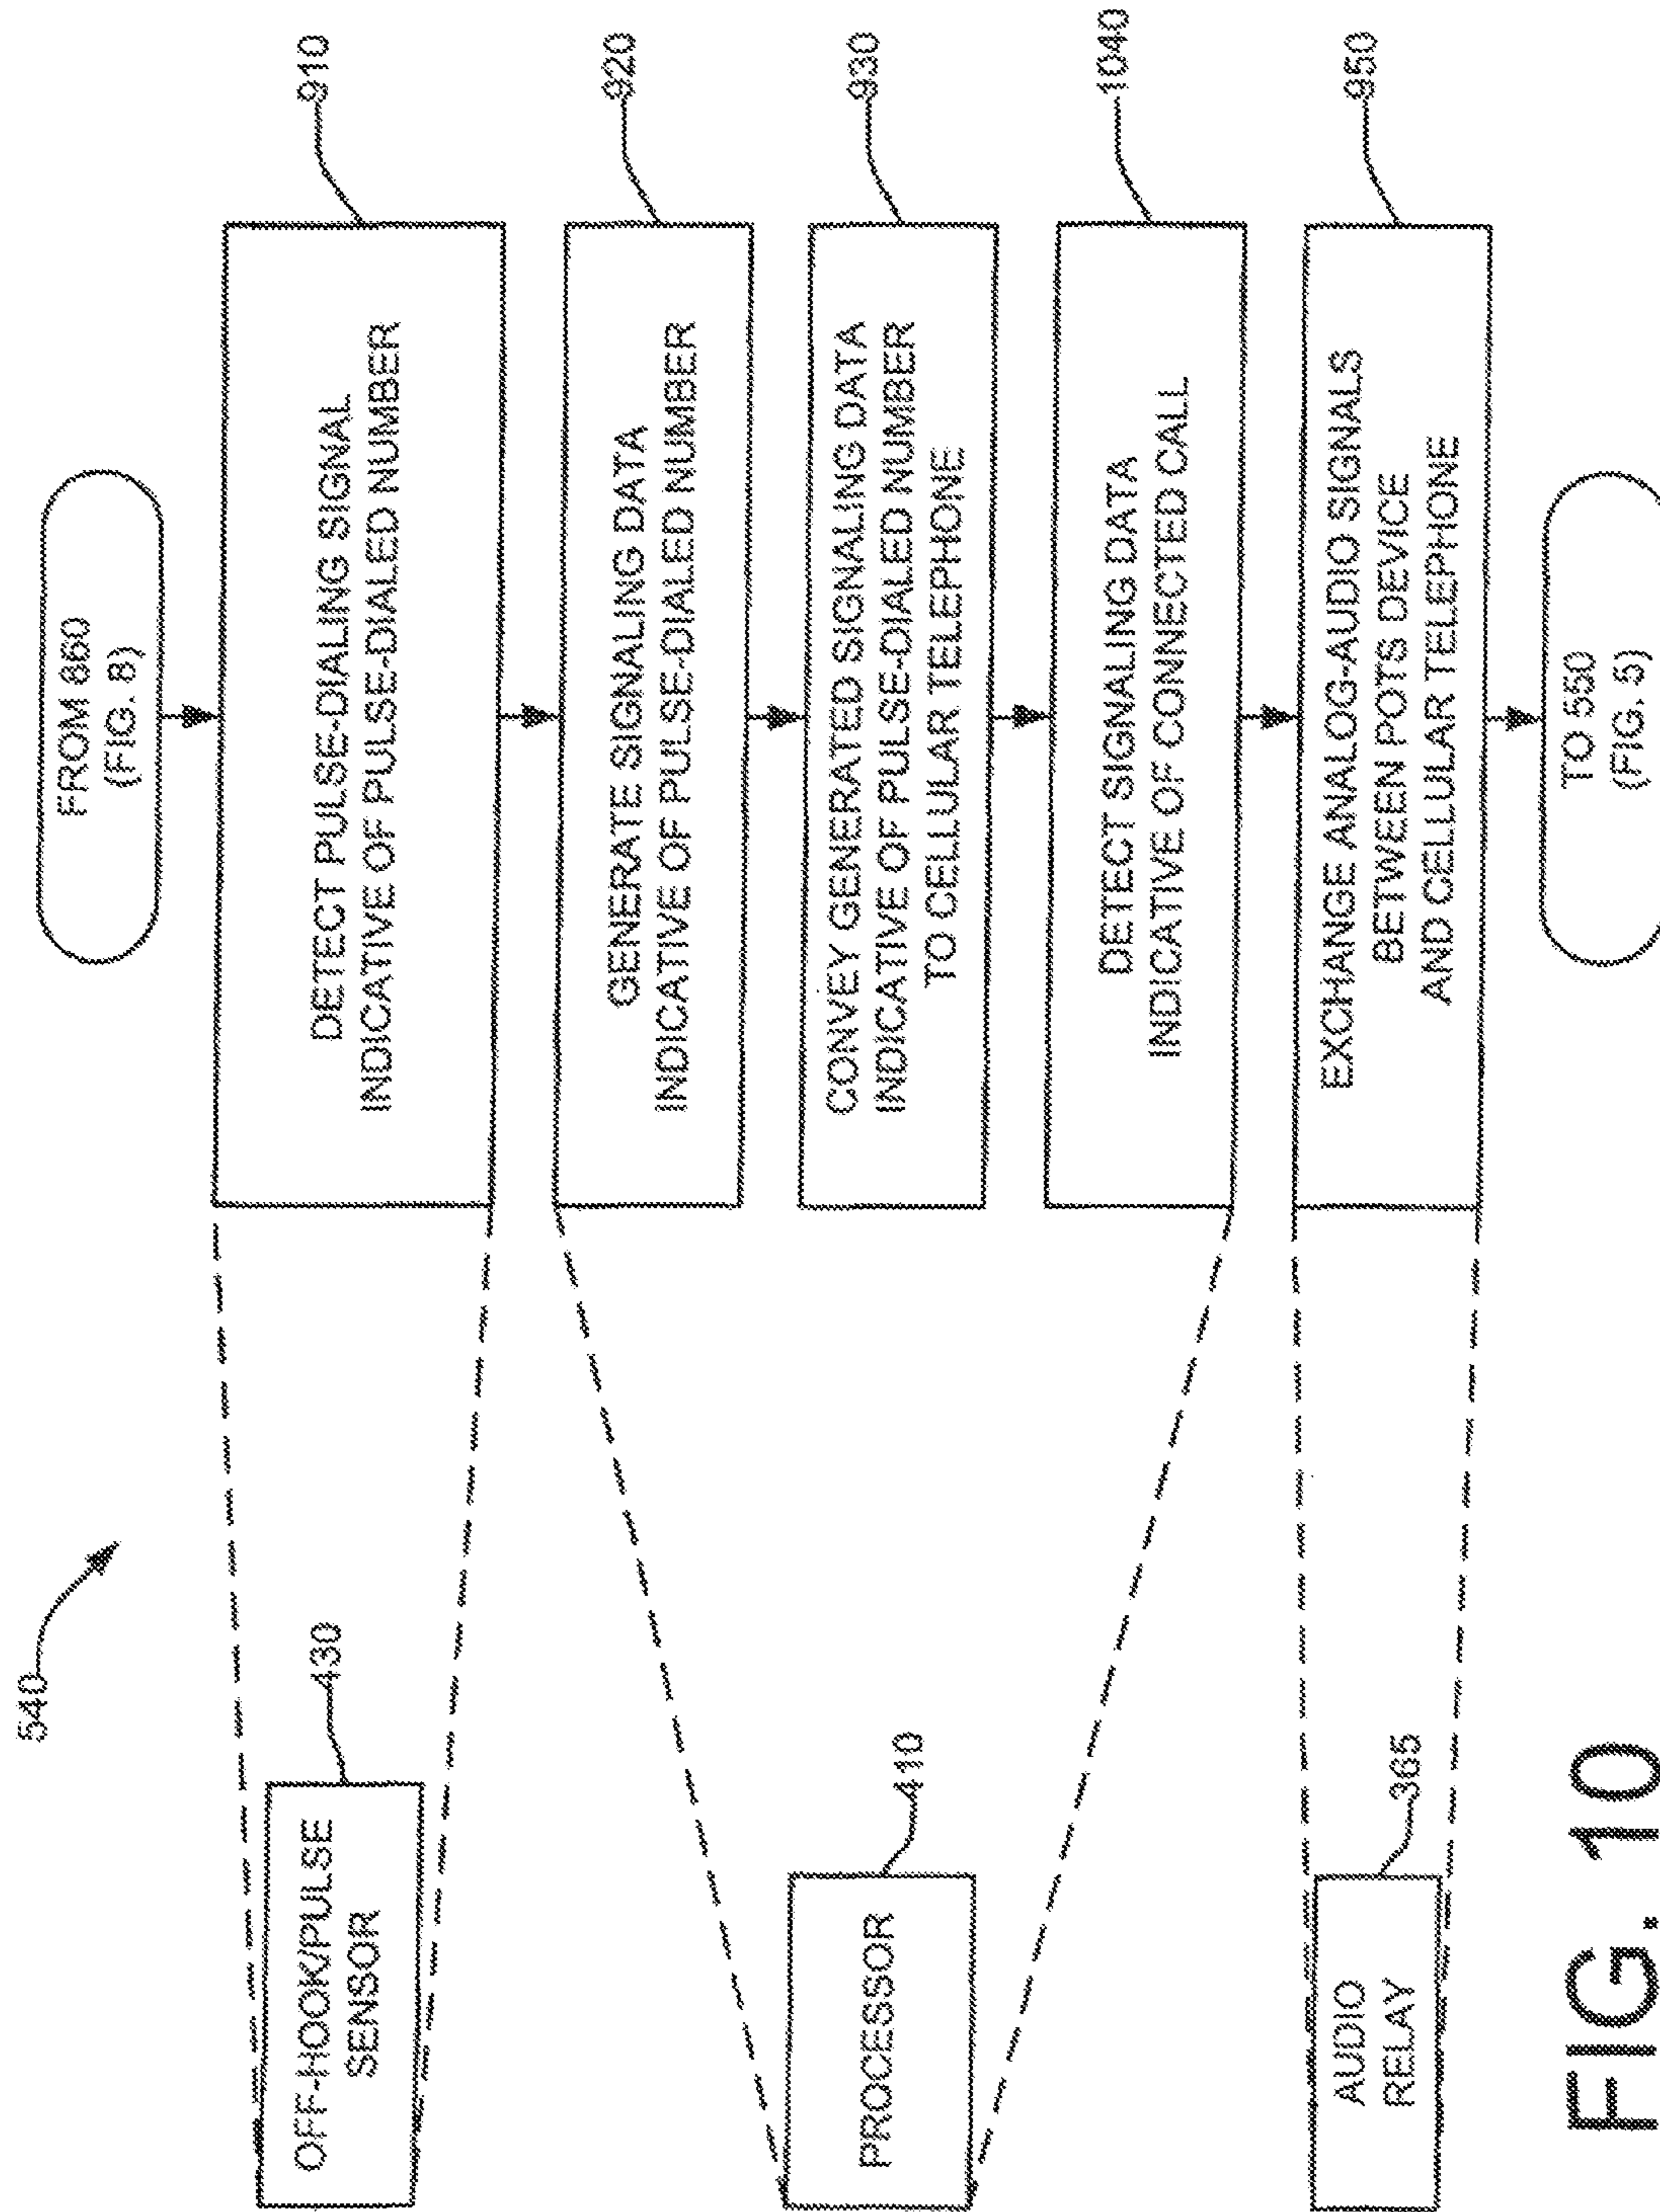 540
FROM 860
(FIG. 8)
OFF-HOOK/PULSE
SENSOR
430
DETECT PULSE-DIALING SIGNAL
INDICATIVE OF PULSE-DIALED NUMBER
910
GENERATE SIGNALING DATA
INDICATIVE OF PULSE-DIALED NUMBER
920
PROCESSOR
410
CONVEY GENERATED SIGNALING DATA
INDICATIVE OF PULSE-DIALED NUMBER
TO CELLULAR TELEPHONE
930
DETECT SIGNALING DATA
INDICATIVE OF CONNECTED CALL
1040
AUDIO
RELAY
365
EXCHANGE ANALOG-AUDIO SIGNALS
BETWEEN POTS DEVICE
AND CELLULAR TELEPHONE
950
TO 550
(FIG. 5)
FIG. 10